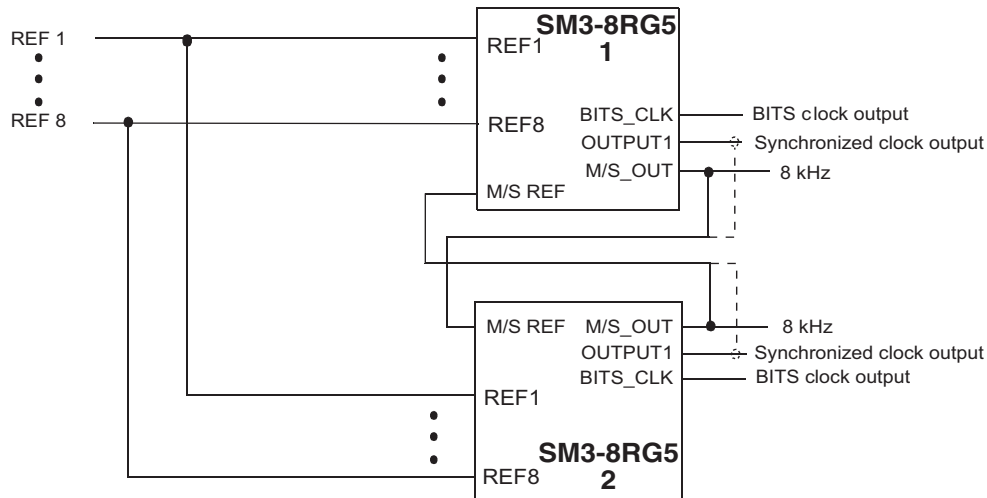 REF 1
REF 8
SM3-8RG5
1
REF1
REF8
BITS_CLK
OUTPUT1
M/S_OUT
M/S REF
BITS clock output
Synchronized clock output
8 kHz
M/S REF
M/S_OUT
OUTPUT1
BITS_CLK
8 kHz
Synchronized clock output
BITS clock output
REF1
REF8
SM3-8RG5
2